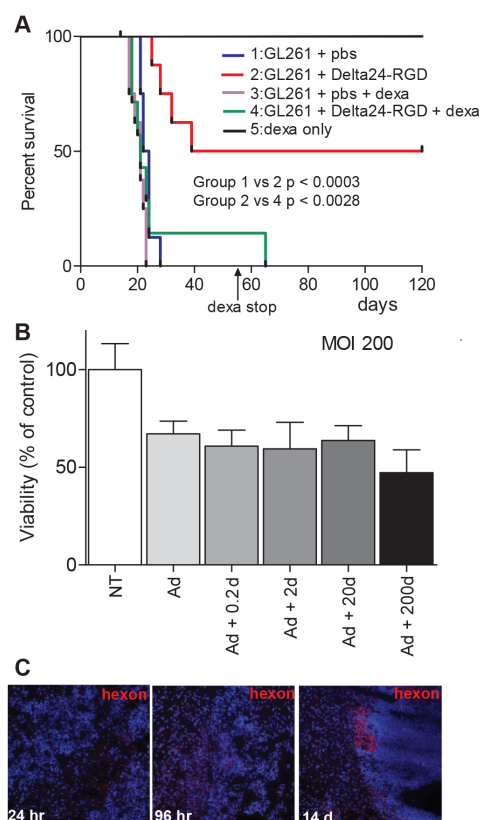 A
100
50
0
Percent survival
1:GL261 + pbs
2:GL261 + Delta24-RGD
3:GL261 + pbs + dexa
4:GL261 + Delta24-RGD + dexa
5:dexa only
Group 1 vs 2 p < 0.0003
Group 2 vs 4 p < 0.0028
0 20 40 60 80 100 120
dexa stop
days
B
MOI 200
100
50
0
Viability (% of control)
NT
Ad
Ad + 0.2d
Ad + 2d
Ad + 20d
Ad + 200d
C
hexon hexon hexon
24 hr 96 hr 14 d